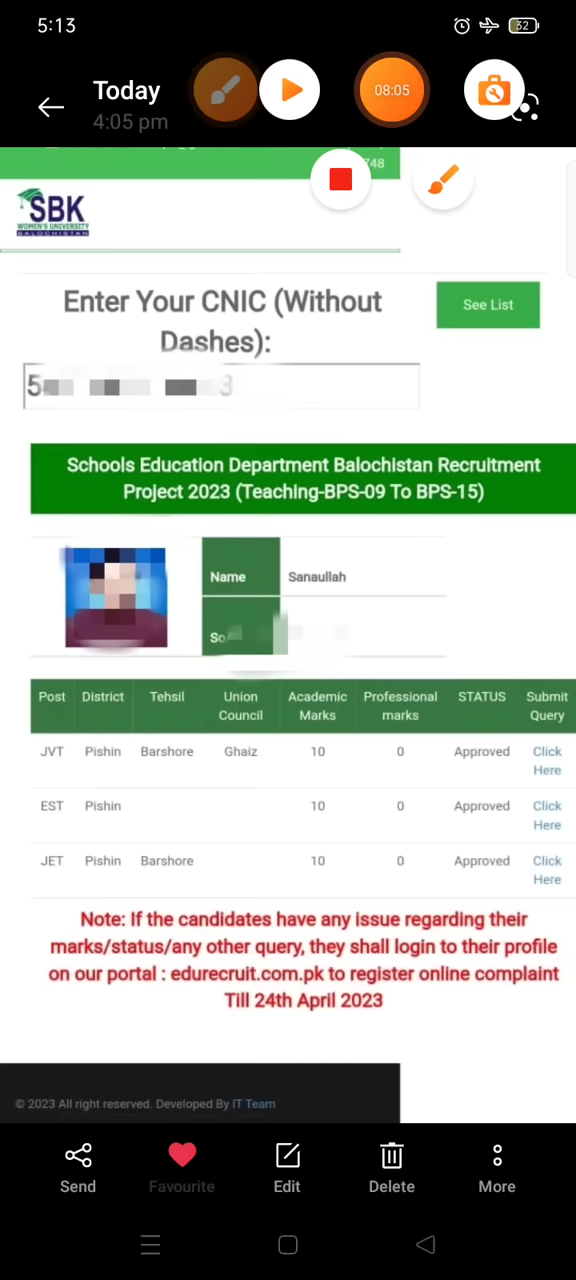 5:13
32
Today
08:05
4:05 pm
748
SBK
WOMEN'S UNIVERSITY
BALOCHISTAN
Enter Your CNIC (Without
Dashes):
See List
Schools Education Department Balochistan Recruitment
Project 2023 (Teaching-BPS-09 To BPS-15)
Name Sanaullah
So
Post District Tehsil Union Council Academic Marks Professional marks STATUS Submit Query
JVT Pishin Barshore Ghaiz 10 0 Approved Click Here
EST Pishin 10 0 Approved Click Here
JET Pishin Barshore 10 0 Approved Click Here
Note: If the candidates have any issue regarding their
marks/status/any other query, they shall login to their profile
on our portal : edurecruit.com.pk to register online complaint
Till 24th April 2023
© 2023 All right reserved. Developed By IT Team
Send Favourite Edit Delete More